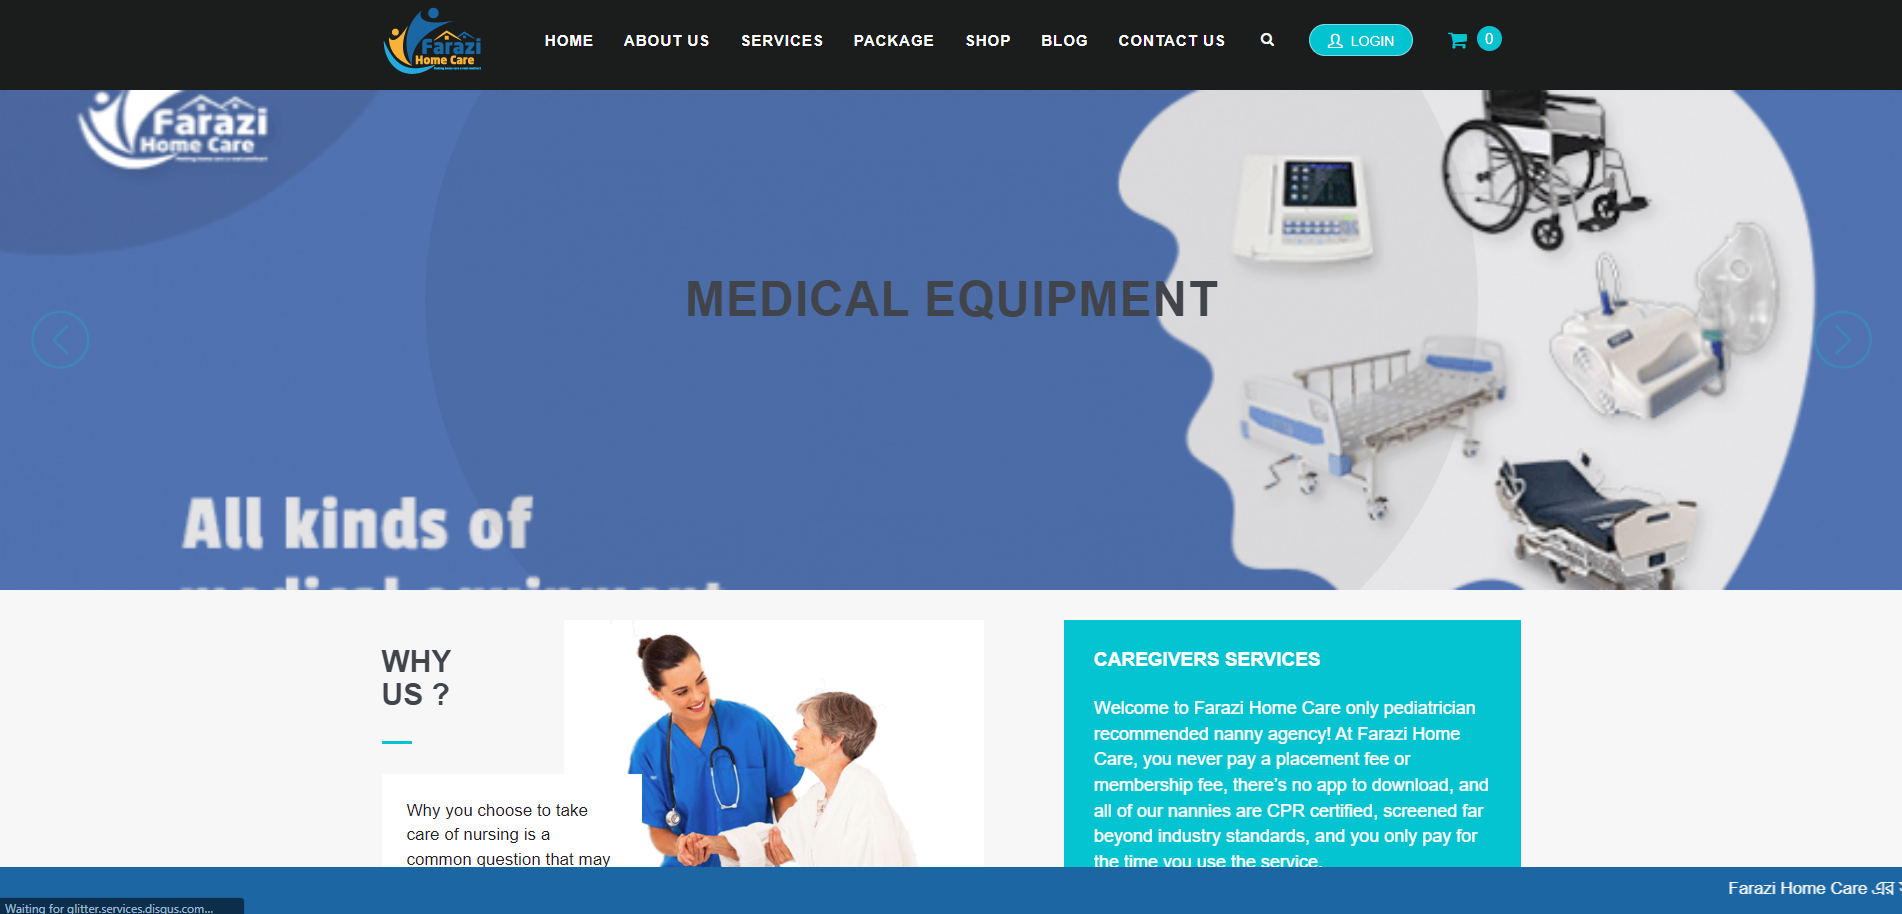 Farazi
Home Care
HOME ABOUT US SERVICES PACKAGE SHOP BLOG CONTACT US LOGIN 0
Farazi
Home Care
MEDICAL EQUIPMENT
All kinds of
medical equipment
WHY
US ?
Why you choose to take
care of nursing is a
common question that may
CAREGIVERS SERVICES
Welcome to Farazi Home Care only pediatrician
recommended nanny agency! At Farazi Home
Care, you never pay a placement fee or
membership fee, there’s no app to download, and
all of our nannies are CPR certified, screened far
beyond industry standards, and you only pay for
the time you use the service.
Farazi Home Care এর
Waiting for glitter.services.disqus.com...